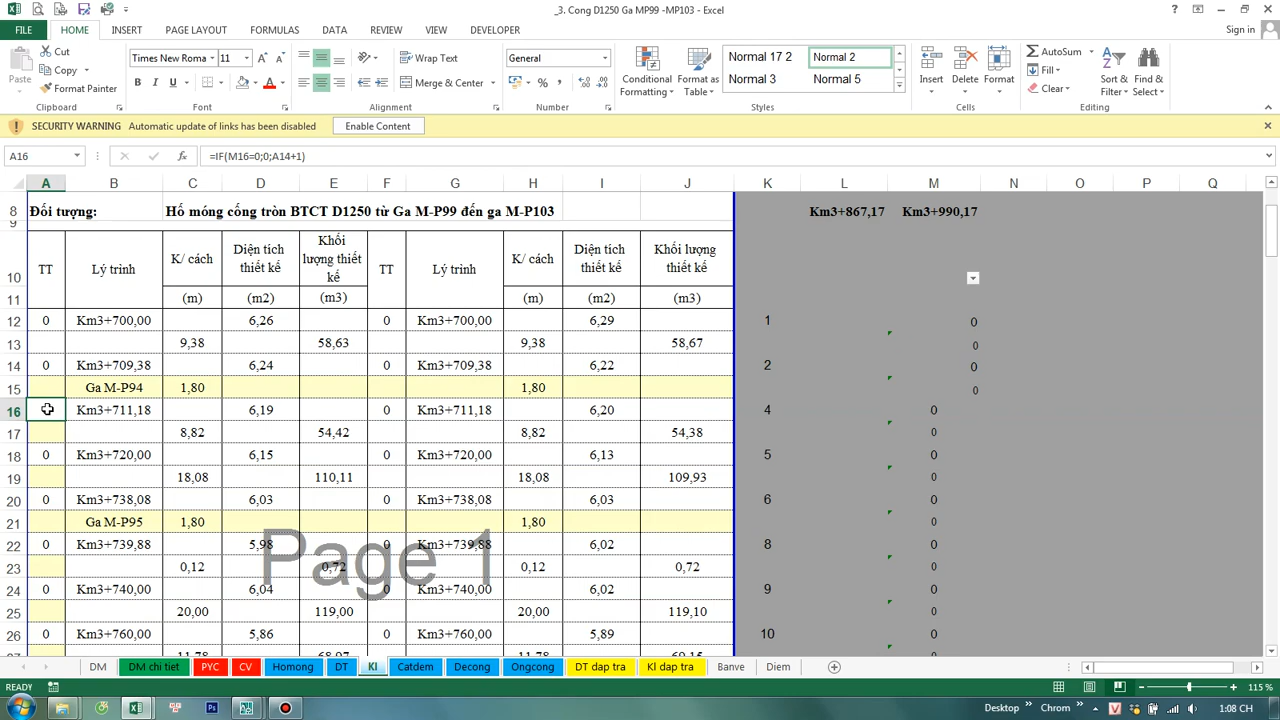 _3. Cong D1250 Ga MP99 -MP103 - Excel
FILE HOME INSERT PAGE LAYOUT FORMULAS DATA REVIEW VIEW DEVELOPER Sign in
Paste Cut Copy Format Painter Clipboard
Times New Roma 11 B I U Font
Wrap Text Merge & Center Alignment
General % Number
Conditional Formatting Format as Table Normal 17 2 Normal 2 Normal 3 Normal 5 Styles
Insert Delete Format Cells
AutoSum Fill Clear Sort & Filter Find & Select Editing
SECURITY WARNING Automatic update of links has been disabled Enable Content
A16 fx =IF(M16=0;0;A14+1)
A B C D E F G H I J K L M N O P Q
8 Đối tượng: Hố móng cống tròn BTCT D1250 từ Ga M-P99 đến ga M-P103 Km3+867,17 Km3+990,17
9
10 TT Lý trình K/ cách Diện tích thiết kế Khối lượng thiết kế TT Lý trình K/ cách Diện tích thiết kế Khối lượng thiết kế
11 (m) (m2) (m3) (m) (m2) (m3)
12 0 Km3+700,00 6,26 0 Km3+700,00 6,29 1 0
13 9,38 58,63 9,38 58,67 0
14 0 Km3+709,38 6,24 0 Km3+709,38 6,22 2 0
15 Ga M-P94 1,80 1,80 0
16 Km3+711,18 6,19 0 Km3+711,18 6,20 4 0
17 8,82 54,42 8,82 54,38 0
18 0 Km3+720,00 6,15 0 Km3+720,00 6,13 5 0
19 18,08 110,11 18,08 109,93 0
20 0 Km3+738,08 6,03 0 Km3+738,08 6,03 6 0
21 Ga M-P95 1,80 1,80 0
22 0 Km3+739,88 5,98 0 Km3+739,88 6,02 8 0
23 0,12 0,72 0,12 0,72 0
24 0 Km3+740,00 6,04 0 Km3+740,00 6,02 9 0
25 20,00 119,00 20,00 119,10 0
26 0 Km3+760,00 5,86 0 Km3+760,00 5,89 10 0
Page 1
DM DM chi tiet PYC CV Homong DT Kl Catdem Decong Ongcong DT dap tra Kl dap tra Banve Diem
READY 115 %
Desktop » Chrom » 1:08 CH